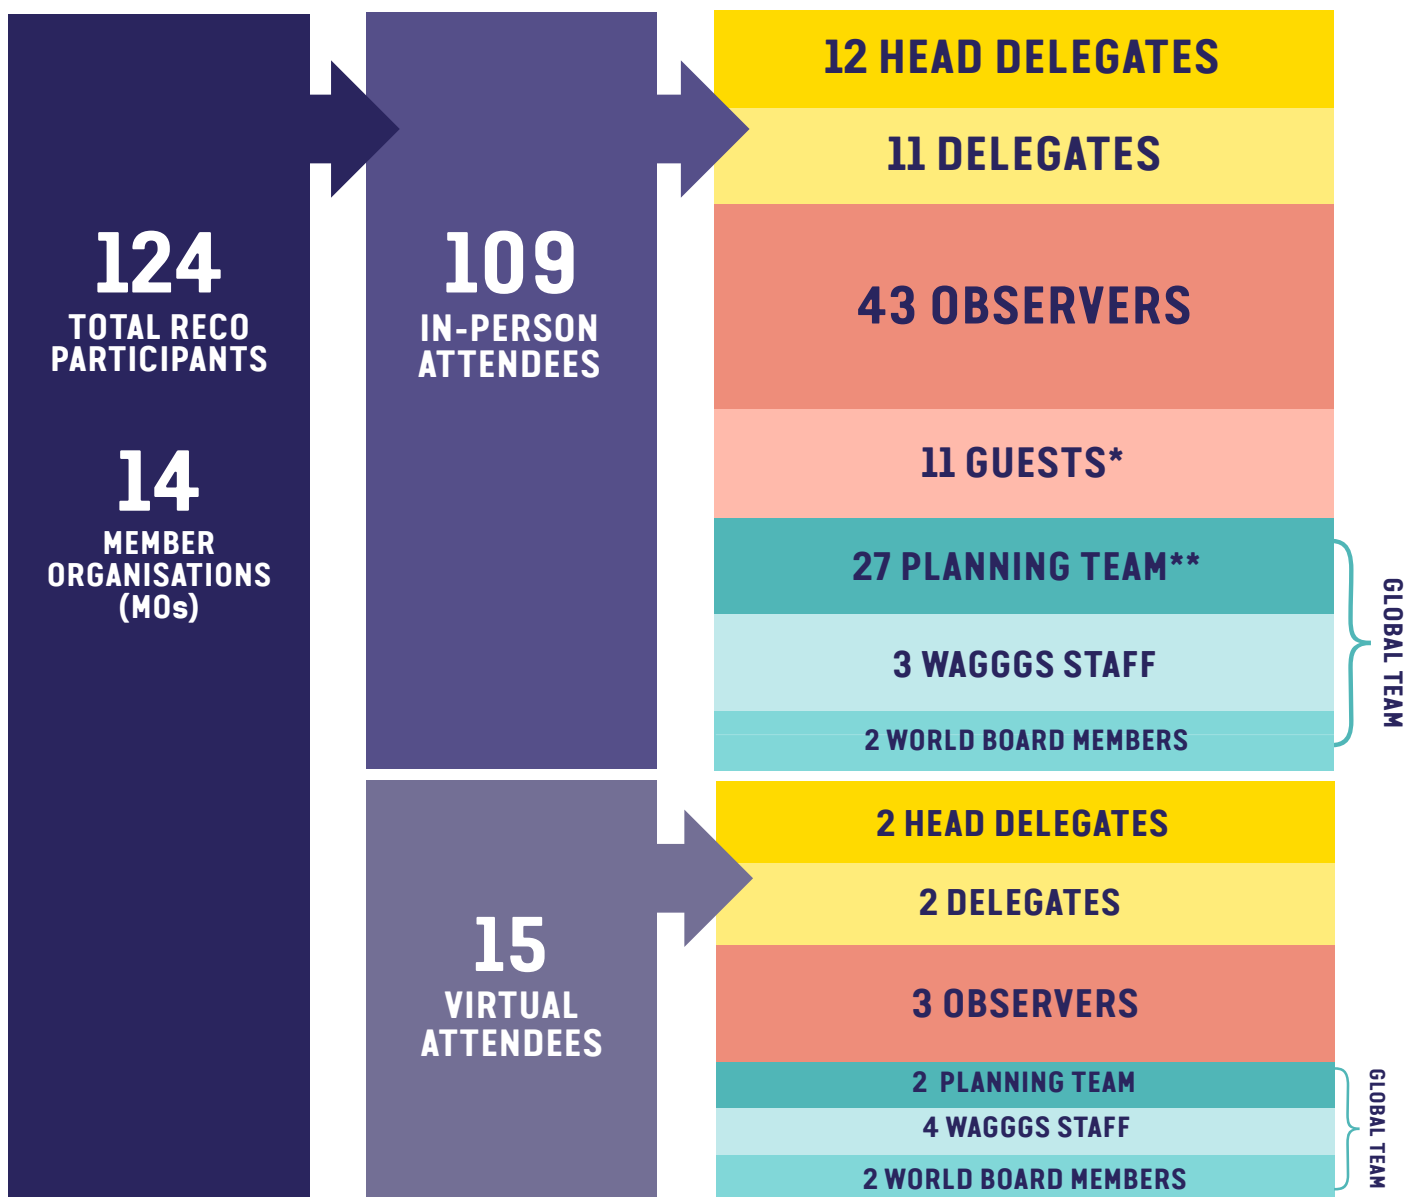 124
TOTAL RECO
PARTICIPANTS
14
MEMBER
ORGANISATIONS
(MOs)
109
IN-PERSON
ATTENDEES
12 HEAD DELEGATES
11 DELEGATES
43 OBSERVERS
11 GUESTS*
27 PLANNING TEAM**
3 WAGGGS STAFF
2 WORLD BOARD MEMBERS
GLOBAL TEAM
15
VIRTUAL
ATTENDEES
2 HEAD DELEGATES
2 DELEGATES
3 OBSERVERS
2 PLANNING TEAM
4 WAGGGS STAFF
2 WORLD BOARD MEMBERS
GLOBAL TEAM